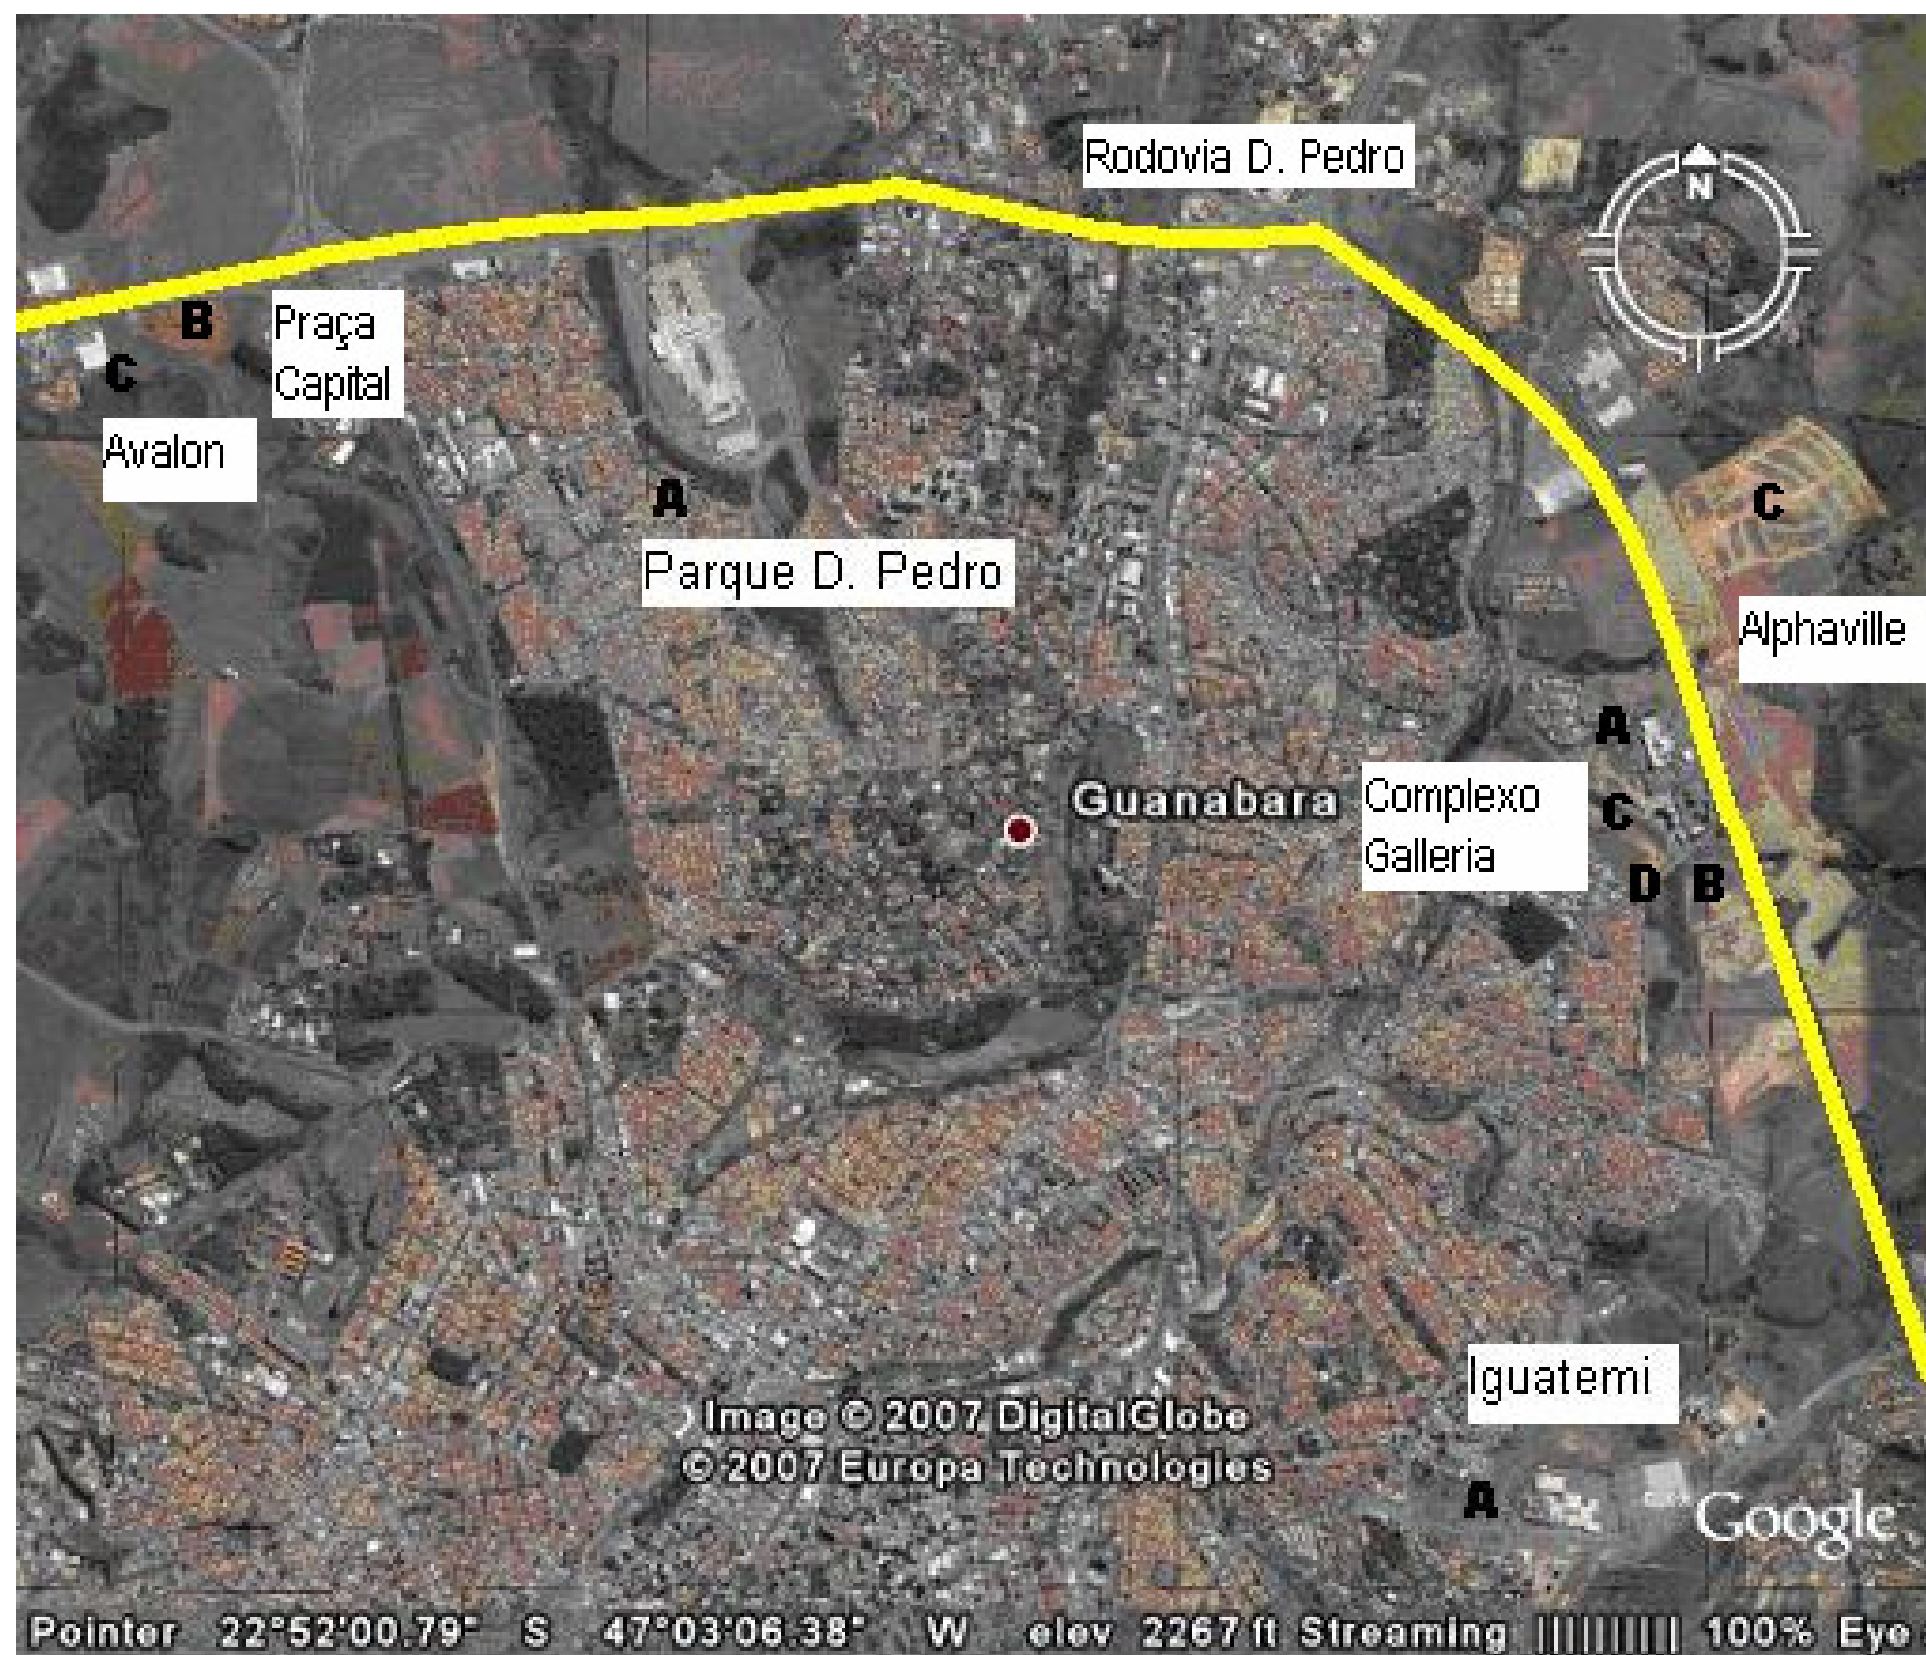 Rodovia D. Pedro
N
B
Praça
Capital
C
Avalon
A
Parque D. Pedro
C
Alphaville
A
Guanabara
Complexo
Galleria
C
D
B
Iguatemi
A
Image © 2007 DigitalGlobe
© 2007 Europa Technologies
Google
Pointer 22°52'00.79" S 47°03'06.38" W elev 2267 ft Streaming |||||||||| 100% Eye